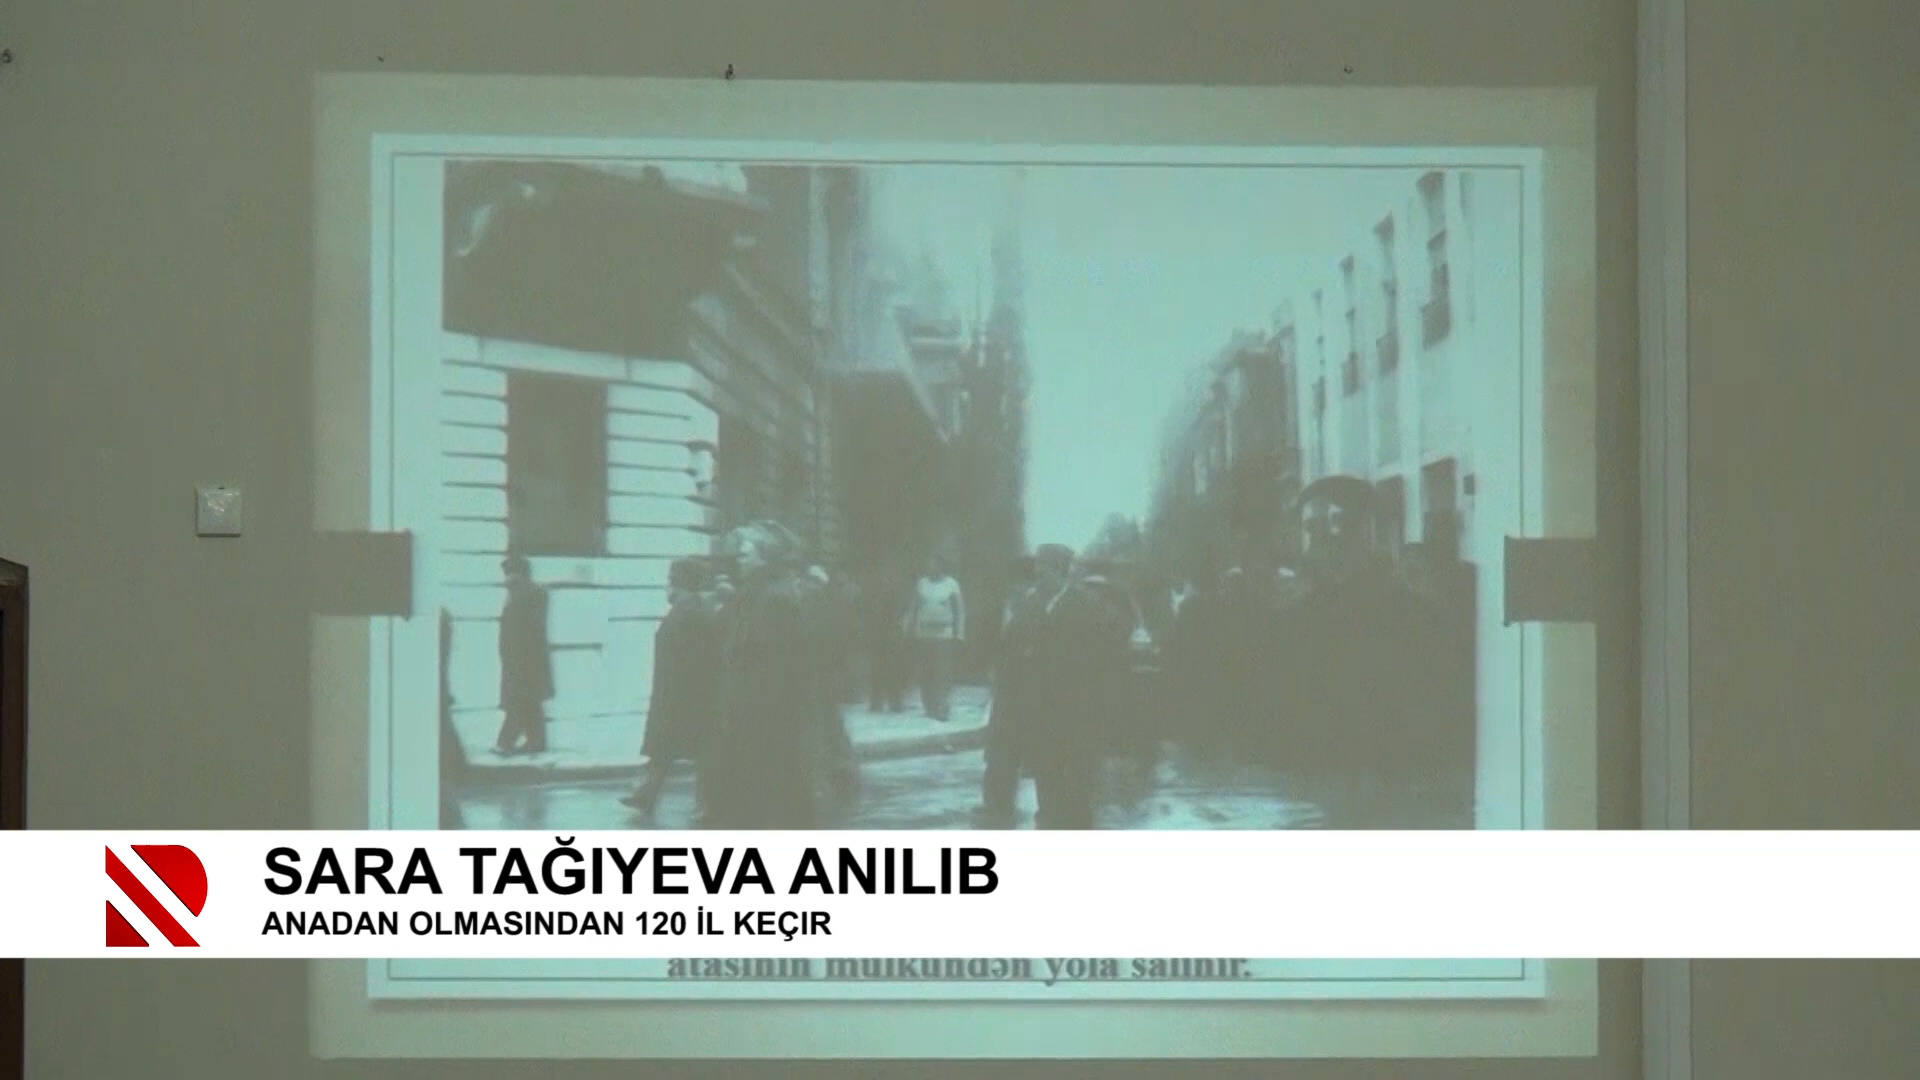 SARA TAĞIYEVA ANILIB
ANADAN OLMASINDAN 120 İL KEÇIR
atasının mülkündən yola salınır.